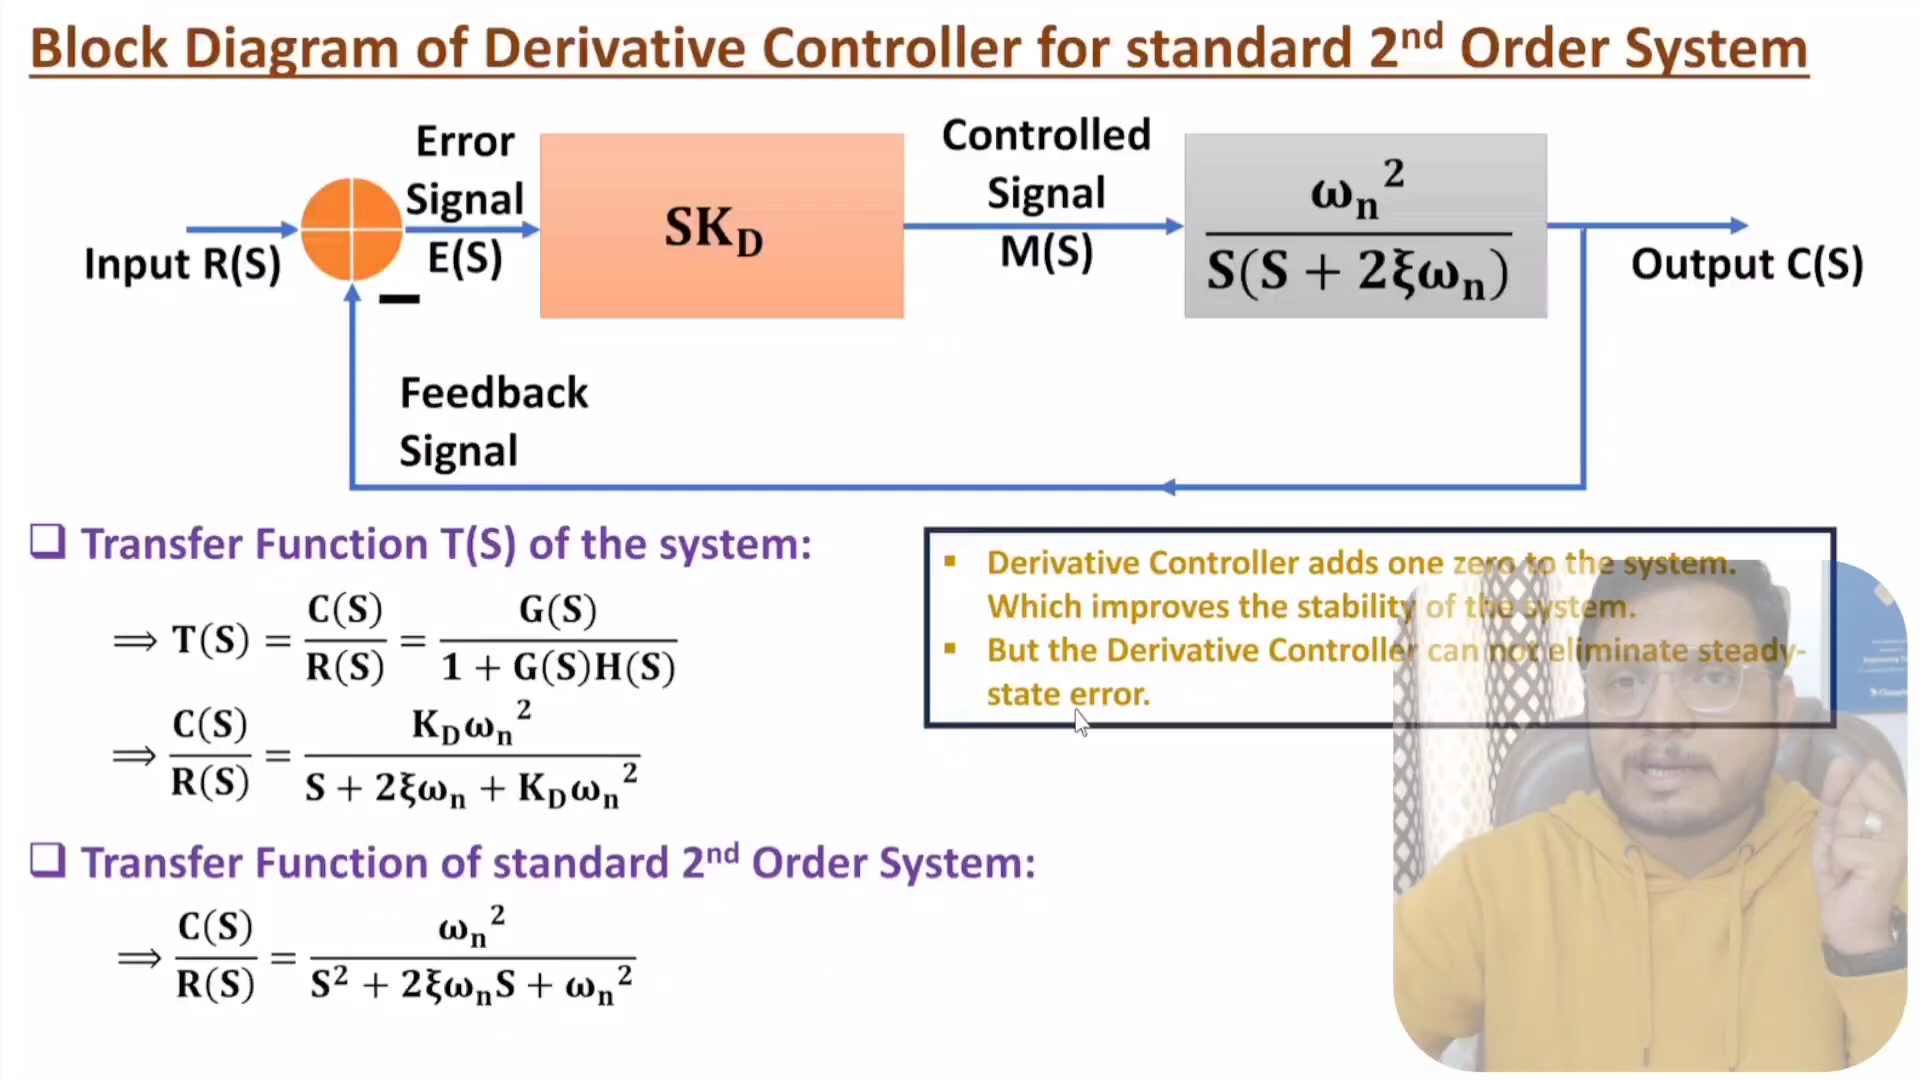 Block Diagram of Derivative Controller for standard 2nd Order System
Error
Signal
E(S)
Controlled
Signal
M(S)
Input R(S)
SK_D
ω_n^2
S(S + 2ξω_n)
Output C(S)
Feedback
Signal
❑ Transfer Function T(S) of the system:
⟹ T(S) = C(S)/R(S) = G(S)/(1 + G(S)H(S))
⟹ C(S)/R(S) = K_Dω_n^2/(S + 2ξω_n + K_Dω_n^2)
❑ Transfer Function of standard 2nd Order System:
⟹ C(S)/R(S) = ω_n^2/(S^2 + 2ξω_nS + ω_n^2)
▪ Derivative Controller adds one zero to the system.
Which improves the stability of the system.
▪ But the Derivative Controller can not eliminate steady-
state error.